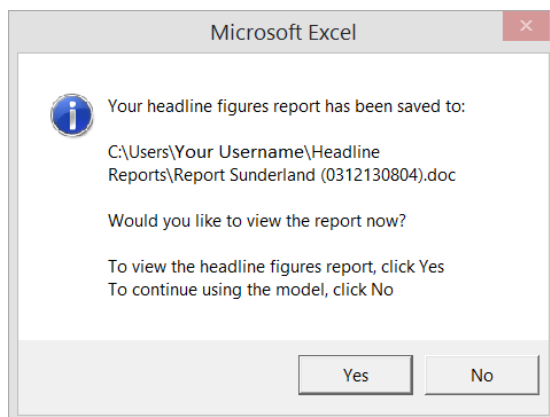 Microsoft Excel
Your headline figures report has been saved to:
C:\Users\Your Username\Headline
Reports\Report Sunderland (0312130804).doc
Would you like to view the report now?
To view the headline figures report, click Yes
To continue using the model, click No
Yes
No